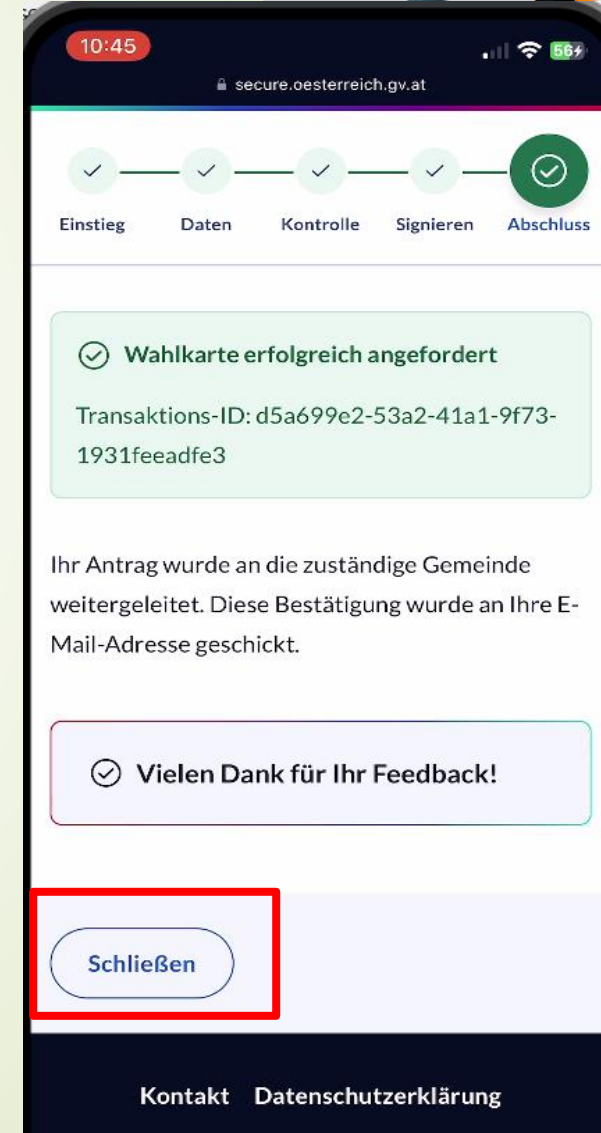 10:45
56
secure.oesterreich.gv.at
Einstieg Daten Kontrolle Signieren Abschluss
Wahlkarte erfolgreich angefordert
Transaktions-ID: d5a699e2-53a2-41a1-9f73-
1931feeadfe3
Ihr Antrag wurde an die zuständige Gemeinde
weitergeleitet. Diese Bestätigung wurde an Ihre E-
Mail-Adresse geschickt.
Vielen Dank für Ihr Feedback!
Schließen
Kontakt Datenschutzerklärung